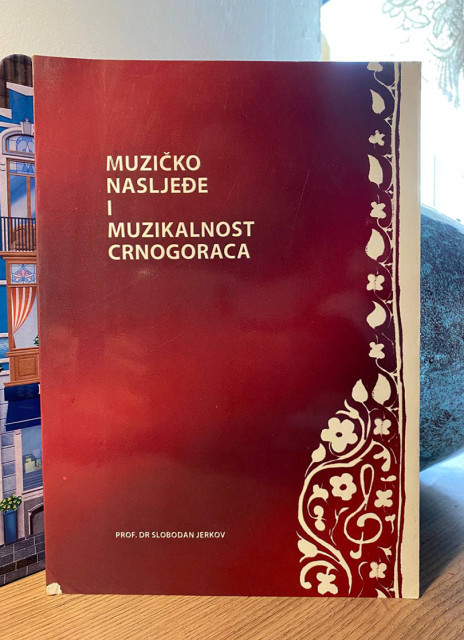 MUZIČKO
NASLJEĐE
I
MUZIKALNOST
CRNOGORACA
PROF. DR SLOBODAN JERKOV